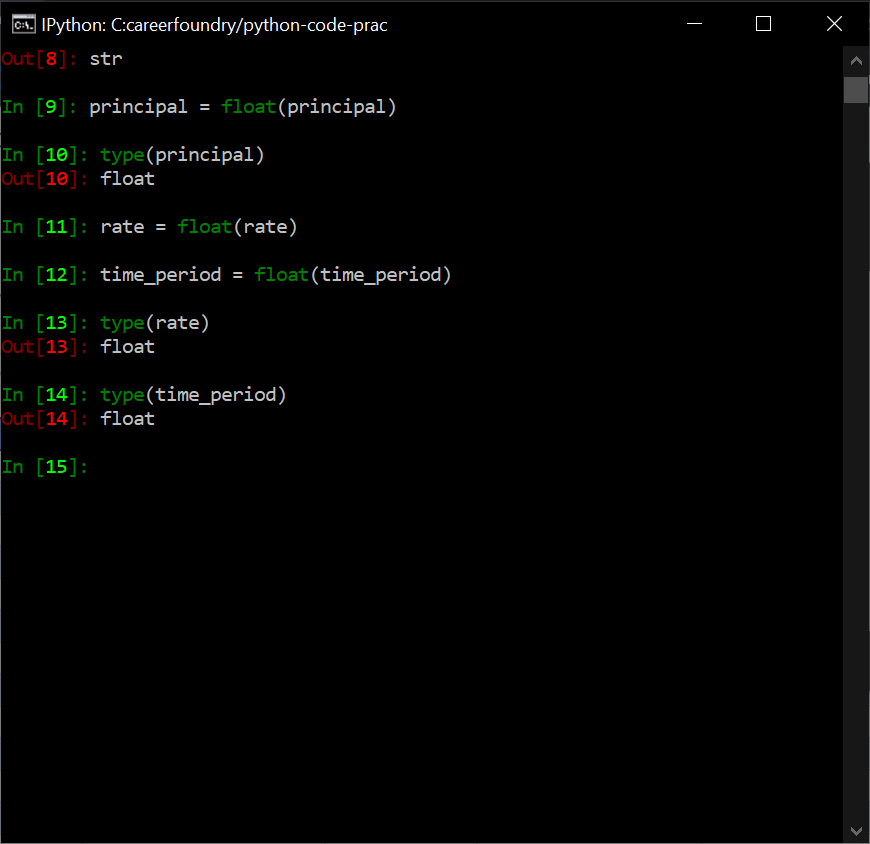 IPython: C:careerfoundry/python-code-prac
Out[8]: str
In [9]: principal = float(principal)
In [10]: type(principal)
Out[10]: float
In [11]: rate = float(rate)
In [12]: time_period = float(time_period)
In [13]: type(rate)
Out[13]: float
In [14]: type(time_period)
Out[14]: float
In [15]: